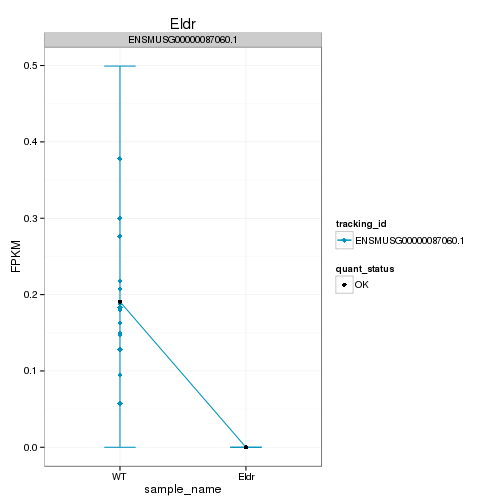 Eldr
ENSMUSG00000087060.1
0.5
0.4
0.3
0.2
0.1
0.0
FPKM
WT
Eldr
sample_name
tracking_id
ENSMUSG00000087060.1
quant_status
OK